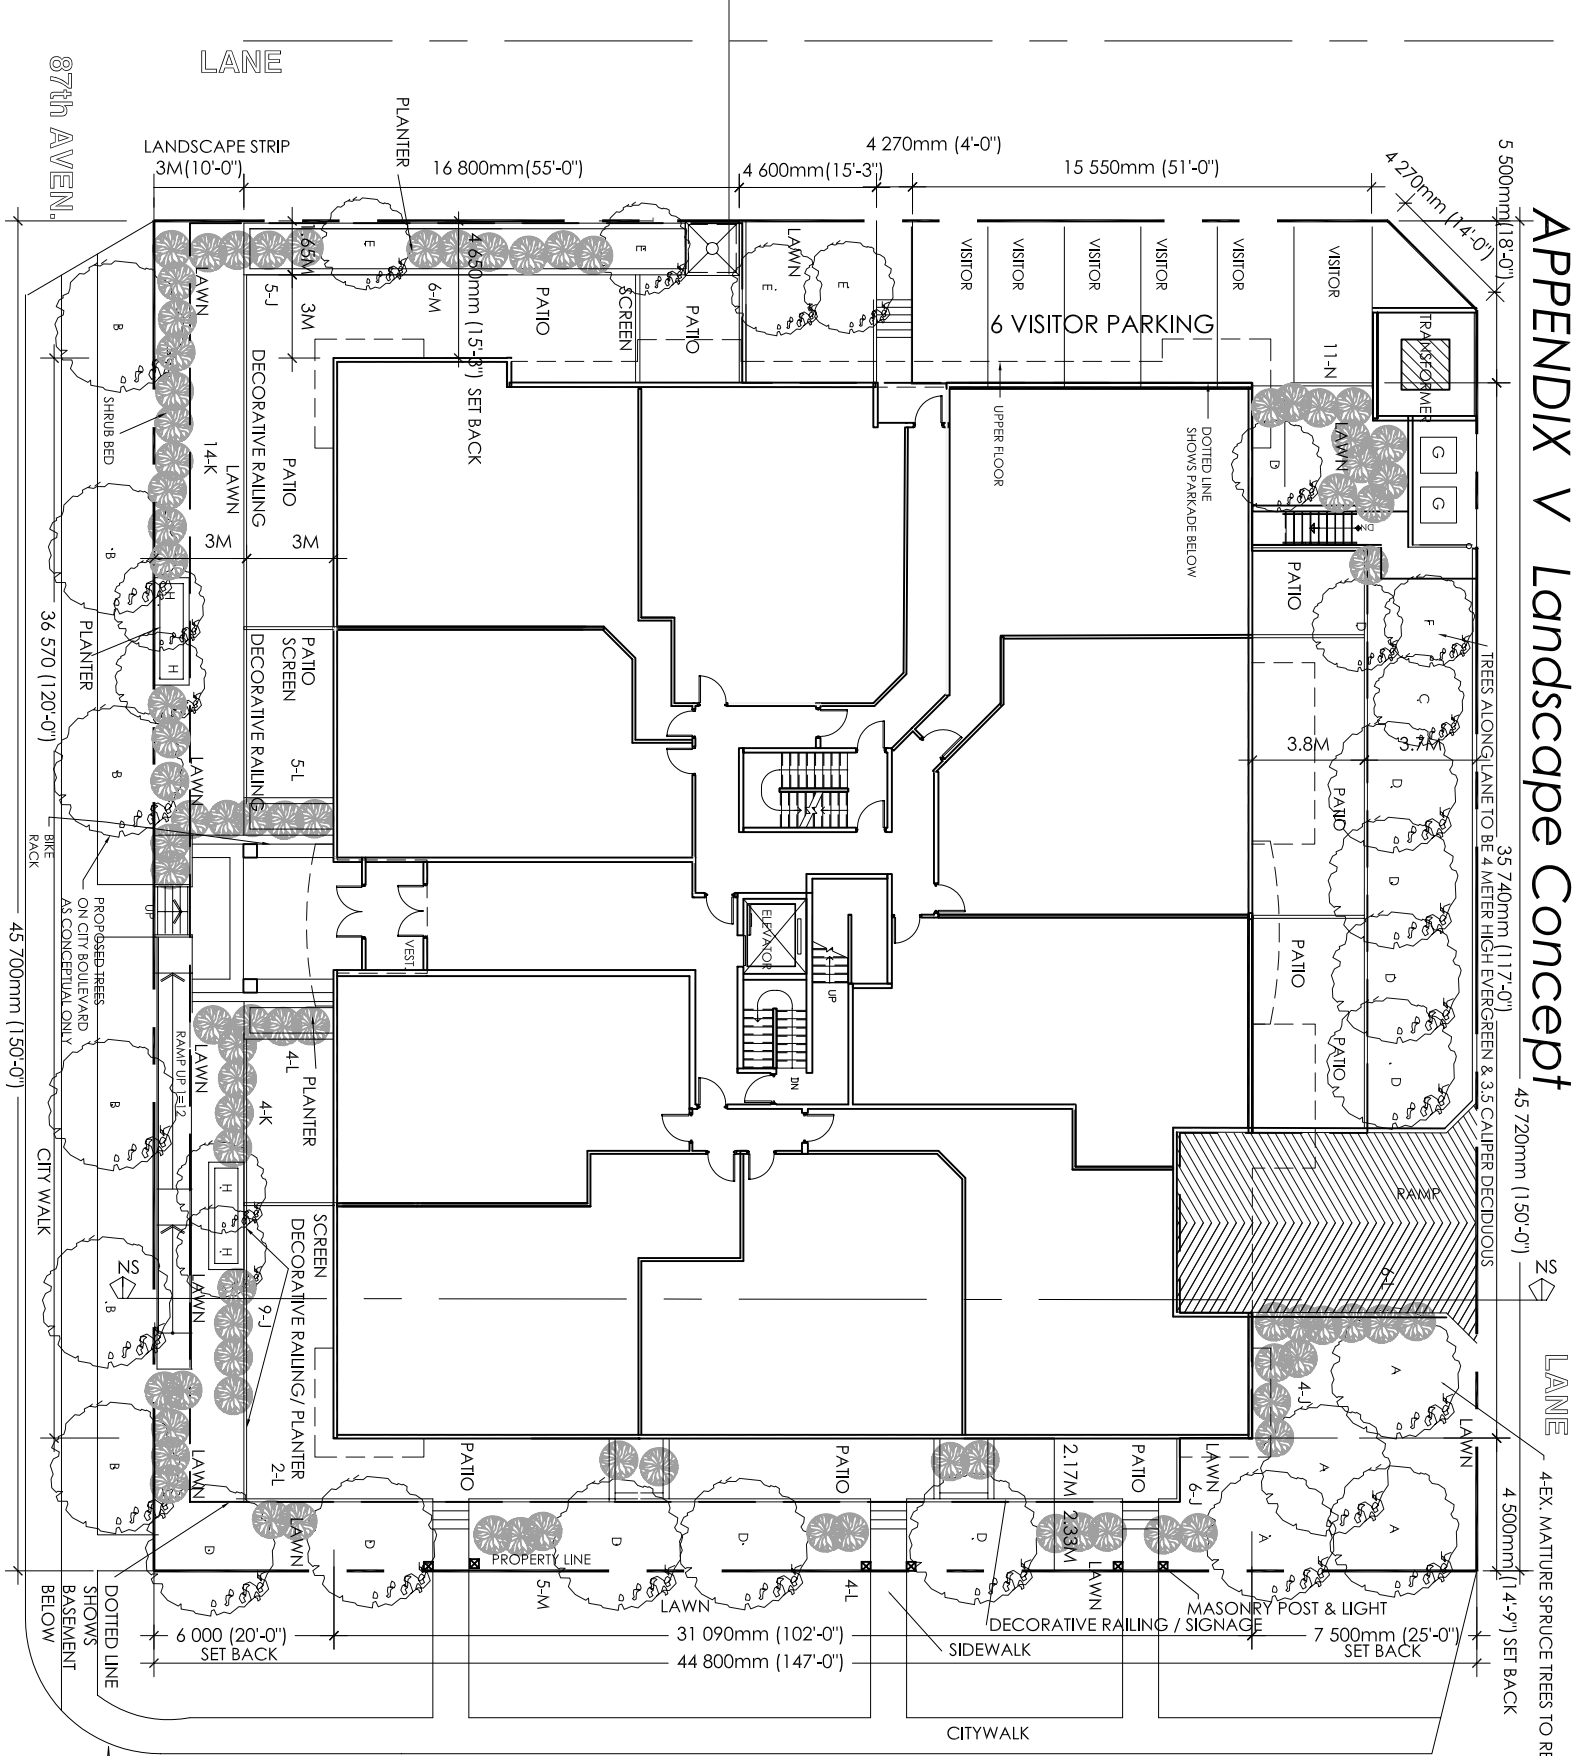 APPENDIX V Landscape Concept
LANE
87th AVEN.
LANDSCAPE STRIP
3M(10'-0")
PLANTER
16 800mm(55'-0")
4 600mm(15'-3")
4 270mm (4'-0")
15 550mm (51'-0")
4 270mm (14'-0")
5 500mm(18'-0")
1.65M
E
E
E.
E
4 650mm (15'-3") SET BACK
LAWN
VISITOR
VISITOR
VISITOR
VISITOR
VISITOR
VISITOR
6 VISITOR PARKING
TRANSFORMER
11-N
LAWN
5-J
3M
6-M
PATIO
SCREEN
PATIO
G
G
D.
DN
B
SHRUB BED
LAWN
14-K
LAWN
DECORATIVE RAILING
PATIO
3M
3M
UPPER FLOOR
DOTTED LINE
SHOWS PARKADE BELOW
B
H
H
PLANTER
36 570 (120'-0")
B
LAWN
PATIO
SCREEN
DECORATIVE RAILING
5-L
PATIO
D
F
C
3.8M
3.7M
TREES ALONG LANE TO BE 4 METER HIGH EVERGREEN & 3.5 CALIPER DECIDUOUS
35 740mm (117'-0")
45 720mm (150'-0")
PATIO
D.
D
D
D
PATIO
PATIO
BIKE
RACK
PROPOSED TREES
ON CITY BOULEVARD
AS CONCEPTUAL ONLY
45 700mm (150'-0")
UP
VEST.
ELEVATOR
UP
DN
RAMP UP 1=12
LAWN
4-L
PLANTER
4-K
B
CITY WALK
H.
H.
RAMP
6-L
NS
NS
LANE
B
LAWN
SCREEN
DECORATIVE RAILING/ PLANTER
9-J
A
4-J
LAWN
4-EX. MATTURE SPRUCE TREES TO RE
B
LAWN
2-L
PATIO
PATIO
2.17M
PATIO
LAWN
6-J
A
A
A
4 500mm (14'-9") SET BACK
D
LAWN
D
PROPERTY LINE
5-M
D
D.
4-L
D
2.33M
LAWN
LAWN
MASONRY POST & LIGHT
DECORATIVE RAILING / SIGNAGE
SIDEWALK
DOTTED LINE
SHOWS
BASEMENT
BELOW
6 000 (20'-0")
SET BACK
31 090mm (102'-0")
7 500mm (25'-0")
SET BACK
44 800mm (147'-0")
CITYWALK